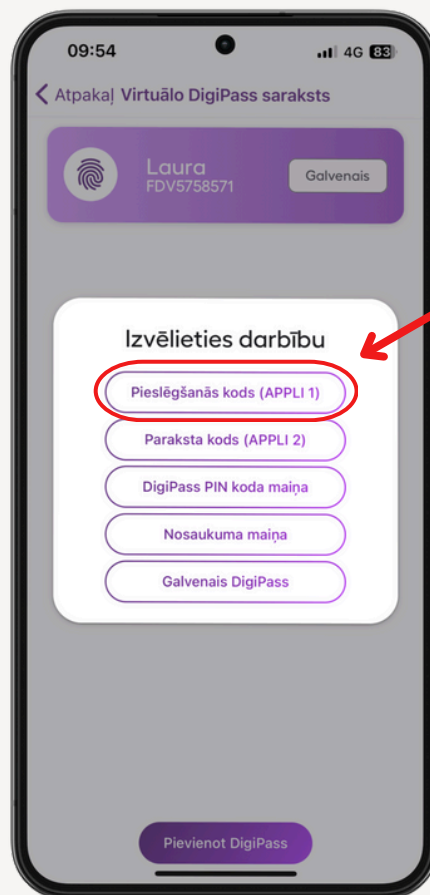 09:54
4G 83
Atpakaļ Virtuālo DigiPass saraksts
Laura
FDV5758571
Galvenais
Izvēlieties darbību
Pieslēgšanās kods (APPLI 1)
Paraksta kods (APPLI 2)
DigiPass PIN koda maiņa
Nosaukuma maiņa
Galvenais DigiPass
Pievienot DigiPass